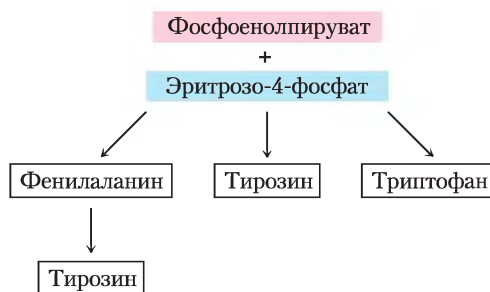 Фосфоенолпируват
+
Эритрозо-4-фосфат
Фенилаланин
Тирозин
Триптофан
Тирозин